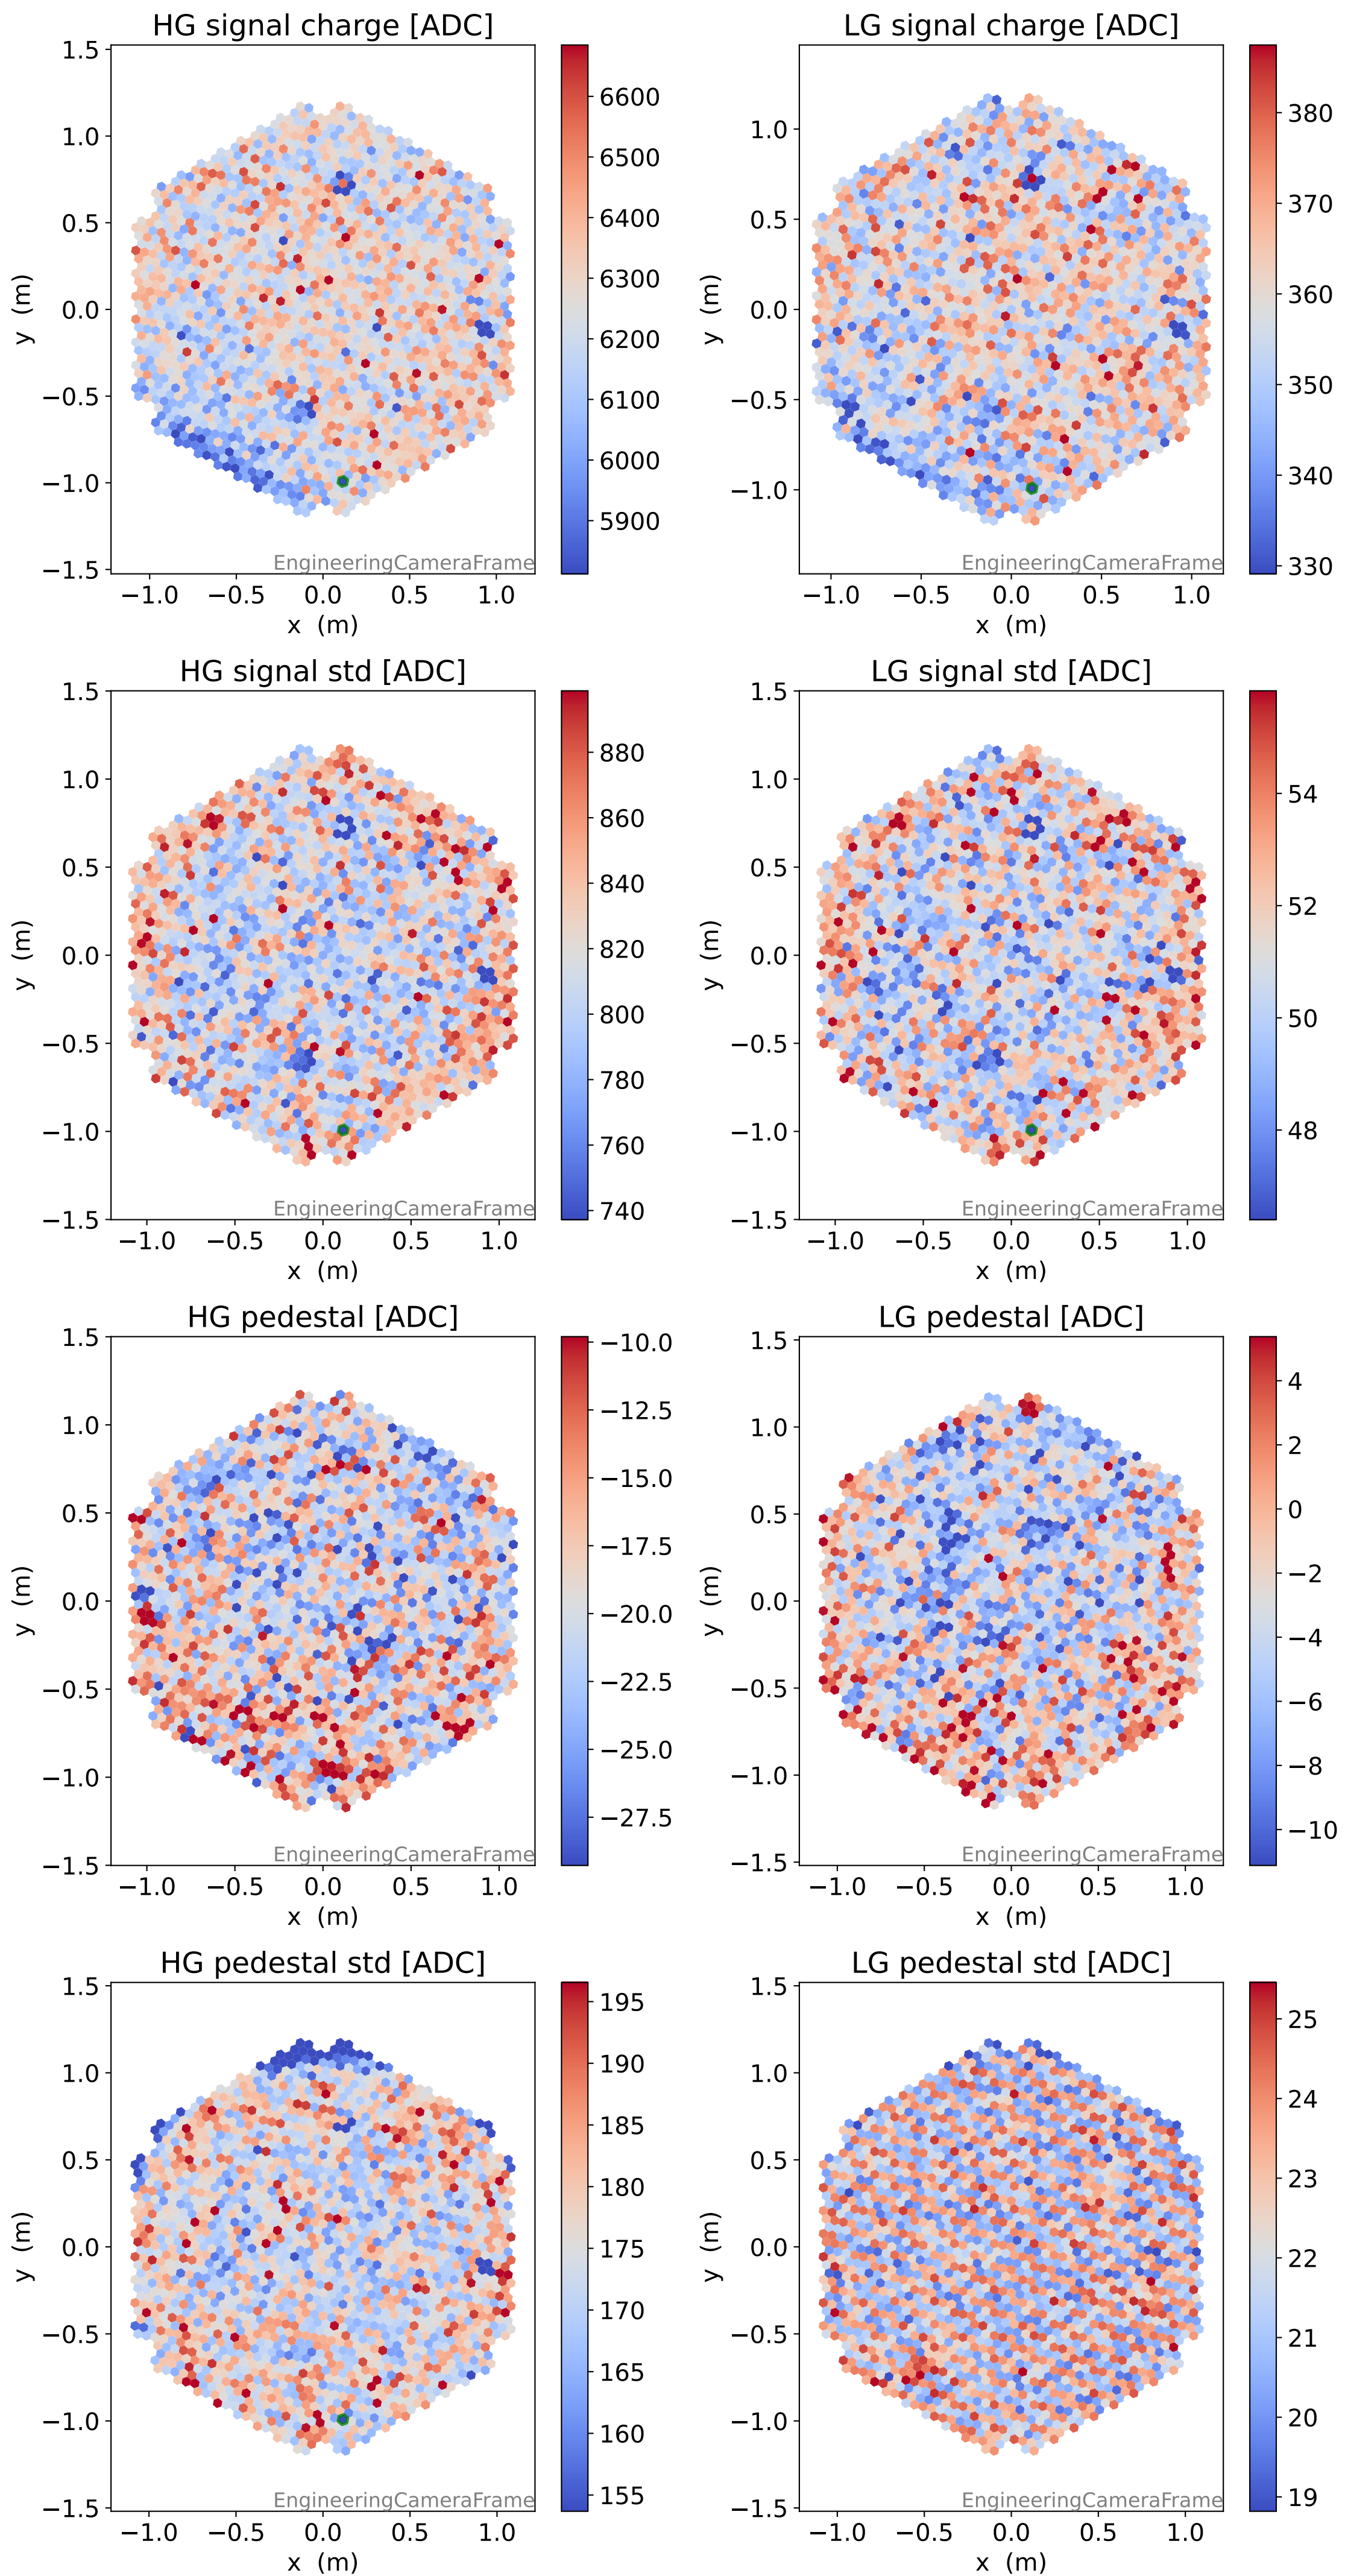 HG signal charge [ADC]
1.5
1.0
0.5
0.0
−0.5
−1.0
−1.5
y (m)
−1.0 −0.5 0.0 0.5 1.0
x (m)
EngineeringCameraFrame
6600
6500
6400
6300
6200
6100
6000
5900
LG signal charge [ADC]
1.0
0.5
0.0
−0.5
−1.0
y (m)
−1.0 −0.5 0.0 0.5 1.0
x (m)
EngineeringCameraFrame
380
370
360
350
340
330
HG signal std [ADC]
1.5
1.0
0.5
0.0
−0.5
−1.0
−1.5
y (m)
−1.0 −0.5 0.0 0.5 1.0
x (m)
EngineeringCameraFrame
880
860
840
820
800
780
760
740
LG signal std [ADC]
1.5
1.0
0.5
0.0
−0.5
−1.0
−1.5
y (m)
−1.0 −0.5 0.0 0.5 1.0
x (m)
EngineeringCameraFrame
54
52
50
48
HG pedestal [ADC]
1.5
1.0
0.5
0.0
−0.5
−1.0
−1.5
y (m)
−1.0 −0.5 0.0 0.5 1.0
x (m)
EngineeringCameraFrame
−10.0
−12.5
−15.0
−17.5
−20.0
−22.5
−25.0
−27.5
LG pedestal [ADC]
1.5
1.0
0.5
0.0
−0.5
−1.0
−1.5
y (m)
−1.0 −0.5 0.0 0.5 1.0
x (m)
EngineeringCameraFrame
4
2
0
−2
−4
−6
−8
−10
HG pedestal std [ADC]
1.5
1.0
0.5
0.0
−0.5
−1.0
−1.5
y (m)
−1.0 −0.5 0.0 0.5 1.0
x (m)
EngineeringCameraFrame
195
190
185
180
175
170
165
160
155
LG pedestal std [ADC]
1.5
1.0
0.5
0.0
−0.5
−1.0
−1.5
y (m)
−1.0 −0.5 0.0 0.5 1.0
x (m)
EngineeringCameraFrame
25
24
23
22
21
20
19